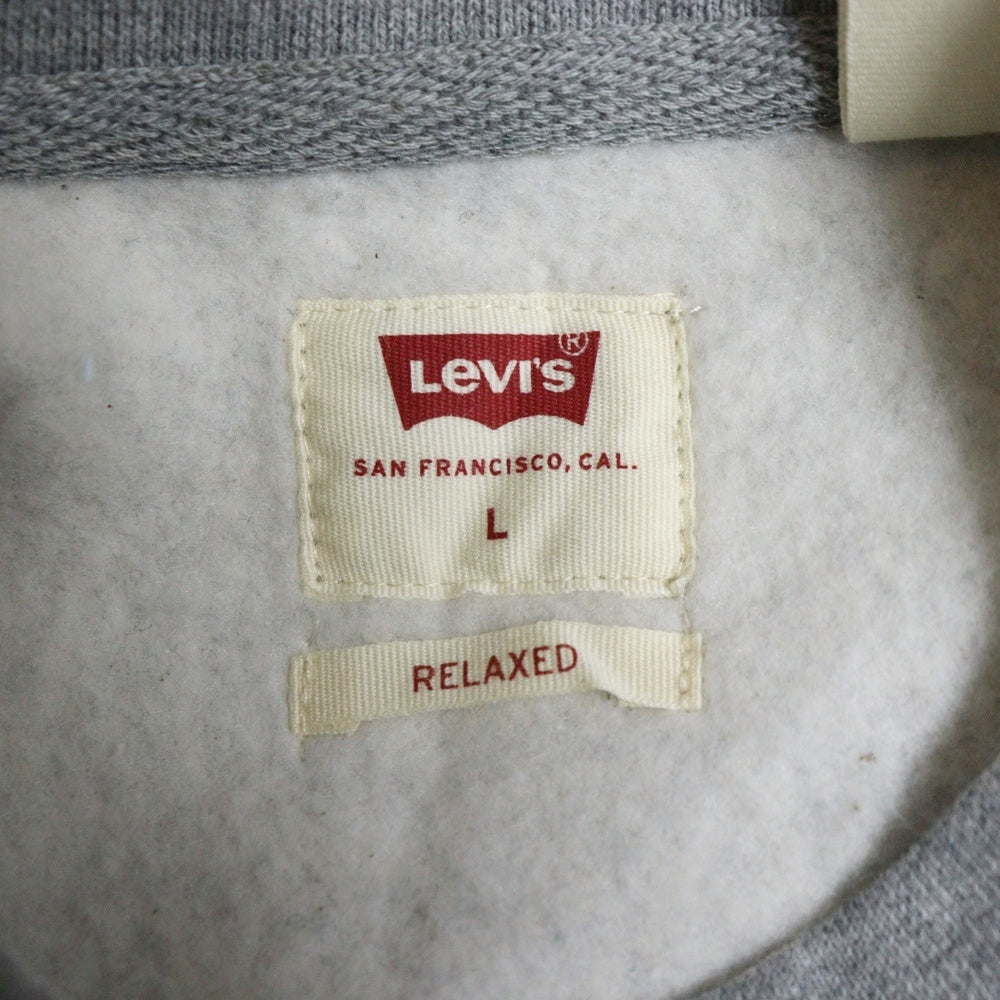 LEVI'S®
SAN FRANCISCO, CAL.
L
RELAXED